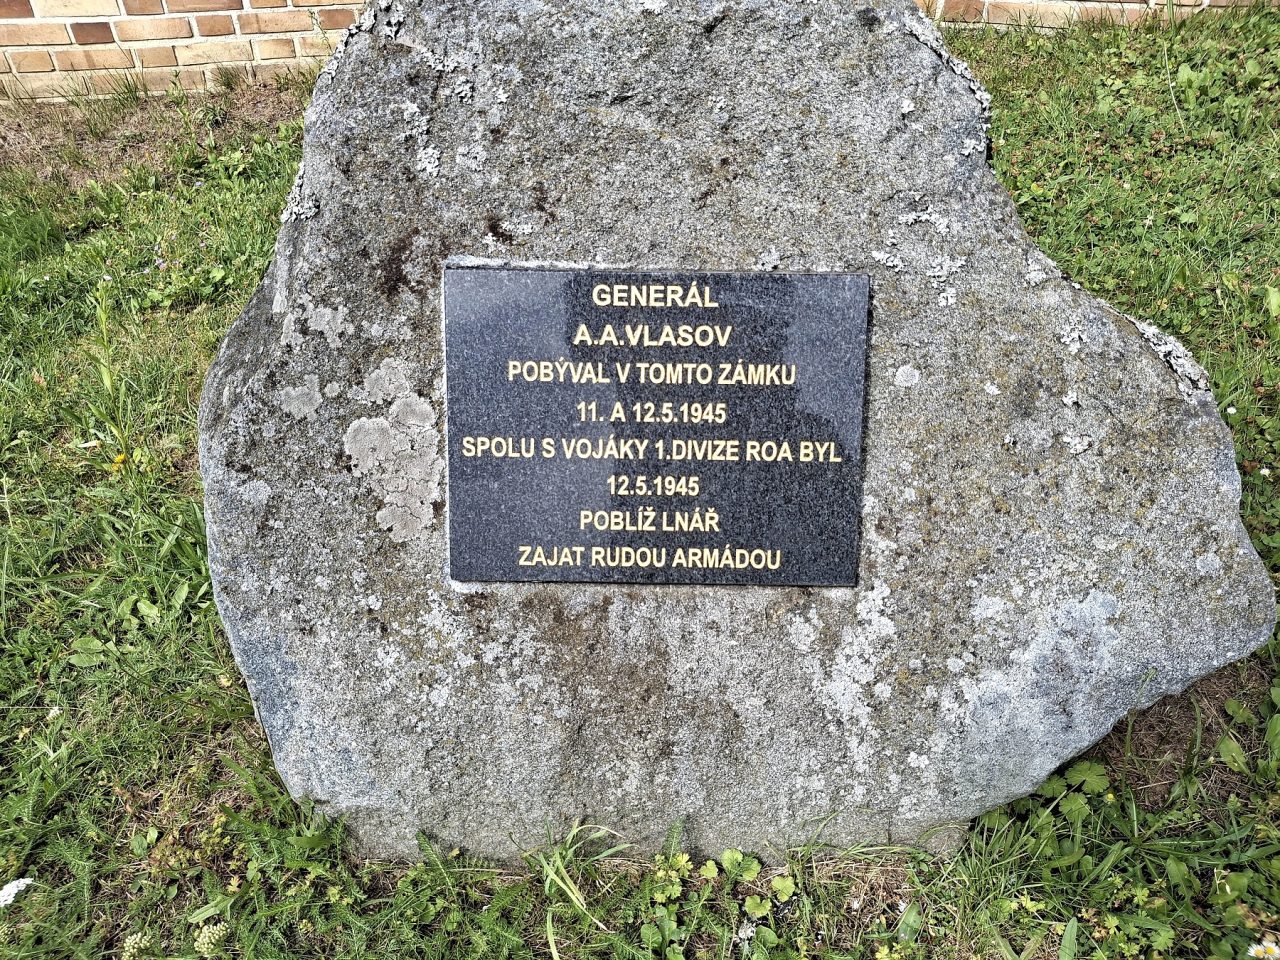 GENERÁL
A.A.VLASOV
POBÝVAL V TOMTO ZÁMKU
11. A 12.5.1945
SPOLU S VOJÁKY 1.DIVIZE ROA BYL
12.5.1945
POBLÍŽ LNÁŘ
ZAJAT RUDOU ARMÁDOU